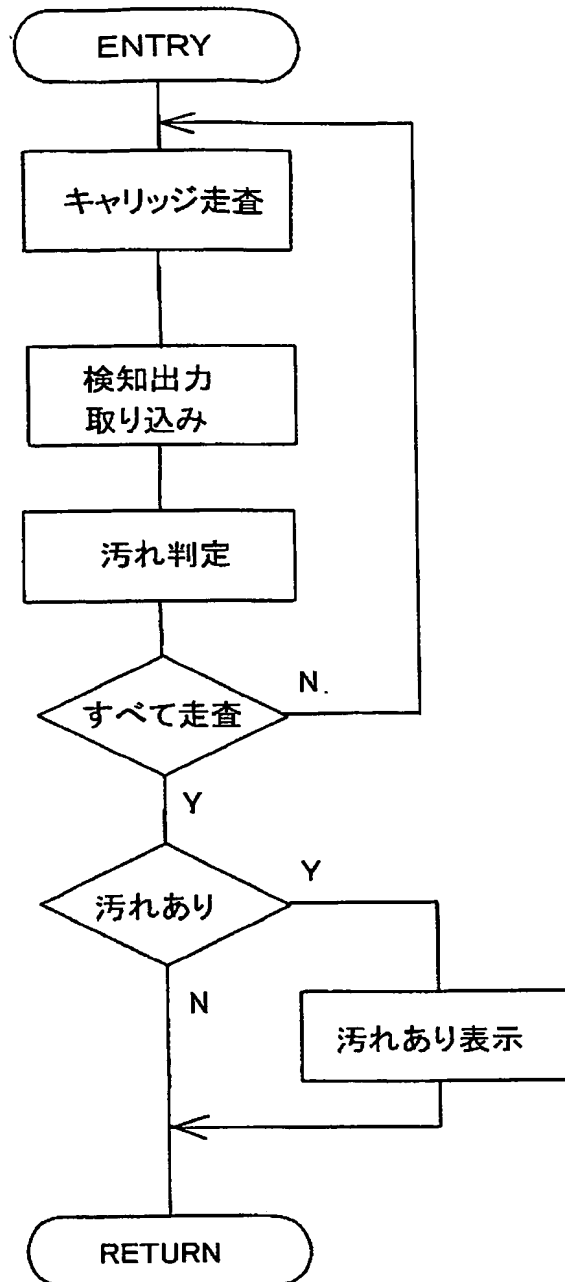 ENTRY
キャリッジ走査
検知出力
取り込み
汚れ判定
N.
すべて走査
Y
Y
汚れあり
N
汚れあり表示
RETURN